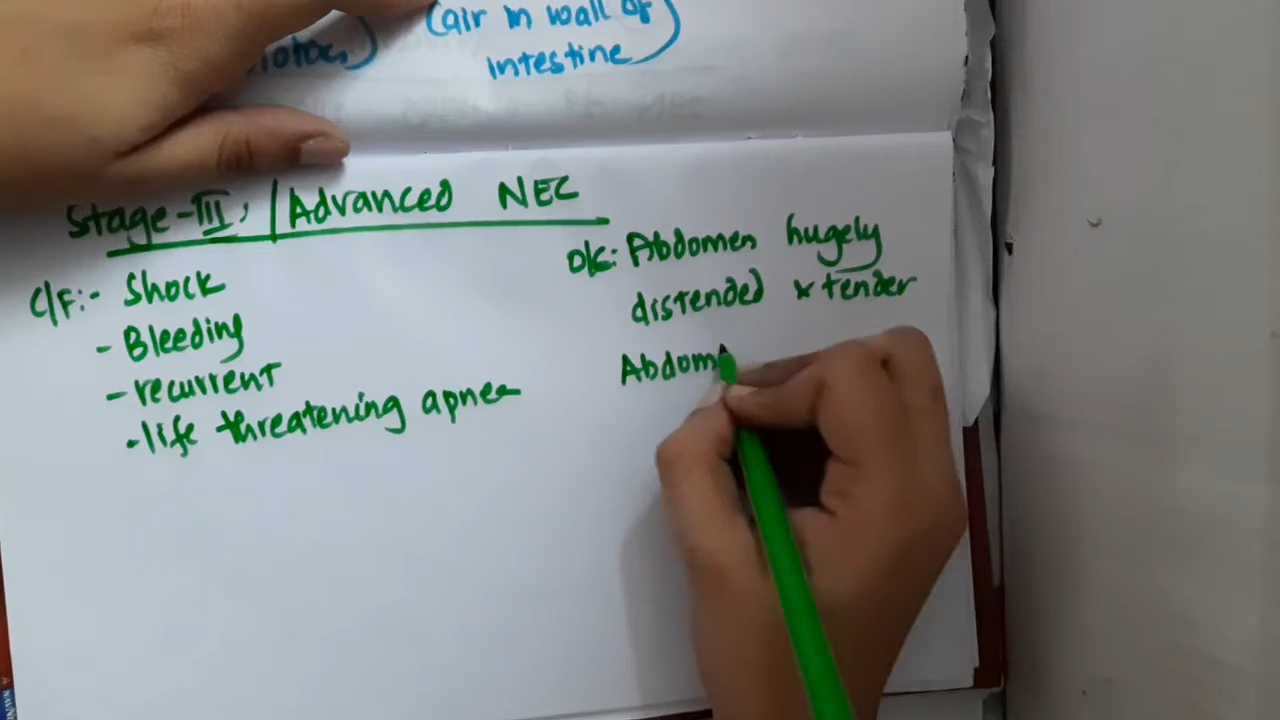 (air in wall of
intestine)
Stage-III, / Advanced NEC
C/F:- Shock
- Bleeding
- recurrent
- life threatening apnea
O/E: Abdomen hugely
distended x tender
Abdome